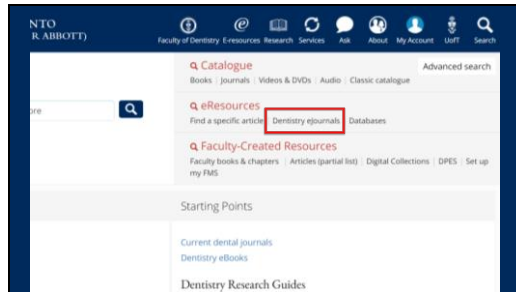 NTO
R ABBOTT)
Faculty of Dentistry E-resources Research Services Ask About My Account UofT Search
Catalogue Advanced search
Books | Journals | Videos & DVDs | Audio | Classic catalogue
ore
eResources
Find a specific article Dentistry eJournals Databases
Faculty-Created Resources
Faculty books & chapters | Articles (partial list) | Digital Collections | DPES | Set up
my FMS
Starting Points
Current dental journals
Dentistry eBooks
Dentistry Research Guides